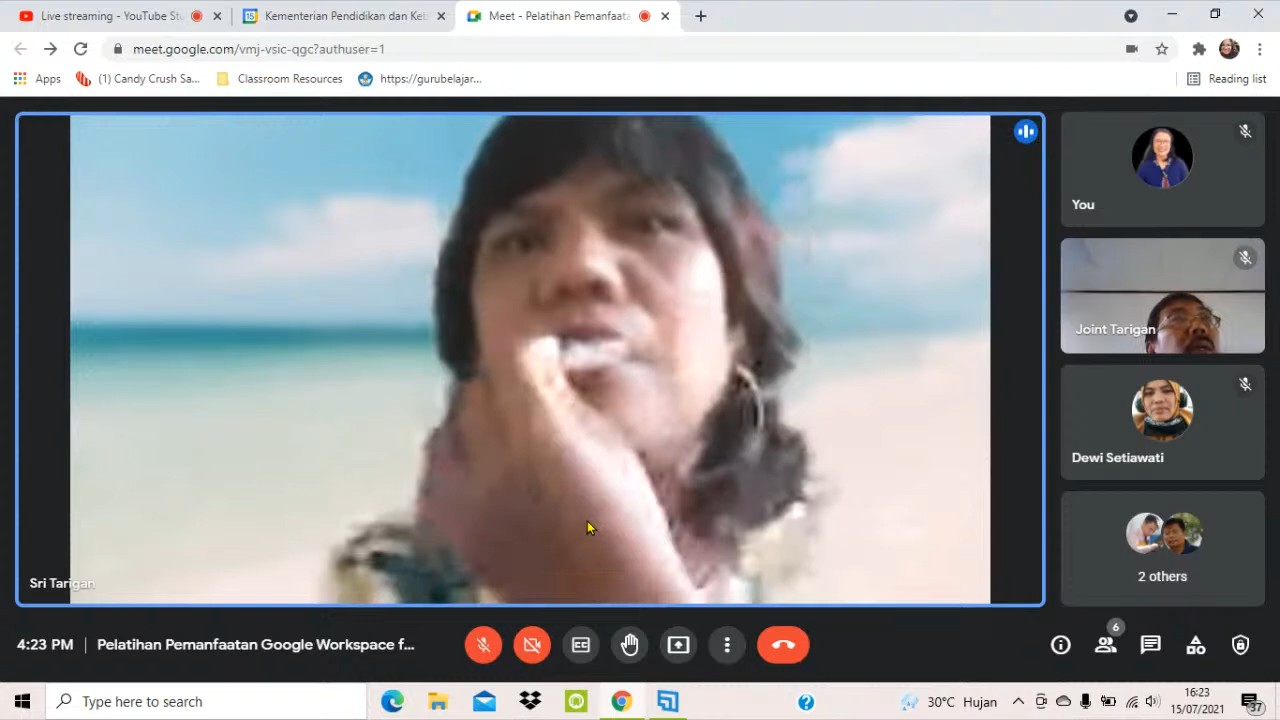 Live streaming - YouTube Stu
Kementerian Pendidikan dan Keb
Meet - Pelatihan Pemanfaata
meet.google.com/vmj-vsic-qgc?authuser=1
Apps
(1) Candy Crush Sa...
Classroom Resources
https://gurubelajar...
Reading list
You
Joint Tarigan
Dewi Setiawati
2 others
Sri Tarigan
4:23 PM | Pelatihan Pemanfaatan Google Workspace f...
6
Type here to search
30°C Hujan
16:23
15/07/2021
37